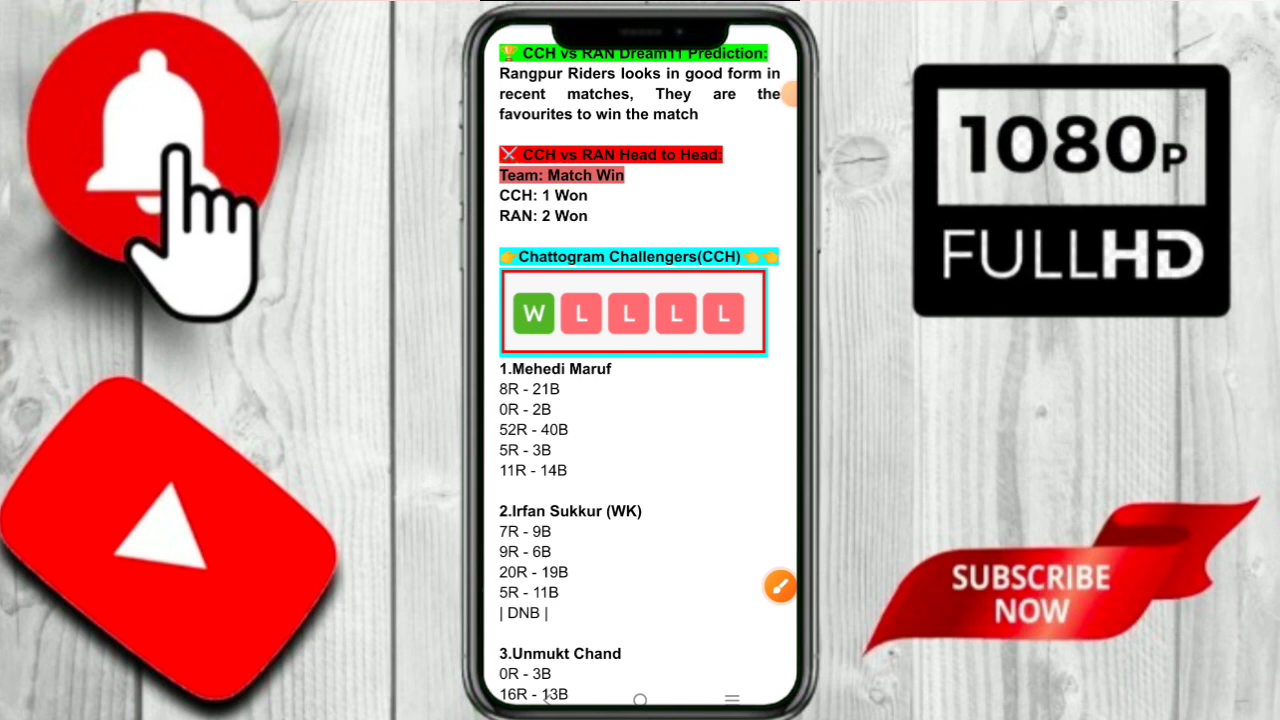 🏆 CCH vs RAN Dream11 Prediction:
Rangpur Riders looks in good form in
recent matches, They are the
favourites to win the match
⚔️ CCH vs RAN Head to Head:
Team: Match Win
CCH: 1 Won
RAN: 2 Won
👉Chattogram Challengers(CCH)👈👈
W L L L L
1.Mehedi Maruf
8R - 21B
0R - 2B
52R - 40B
5R - 3B
11R - 14B
2.Irfan Sukkur (WK)
7R - 9B
9R - 6B
20R - 19B
5R - 11B
| DNB |
3.Unmukt Chand
0R - 3B
16R - 13B
1080P
FULLHD
SUBSCRIBE
NOW